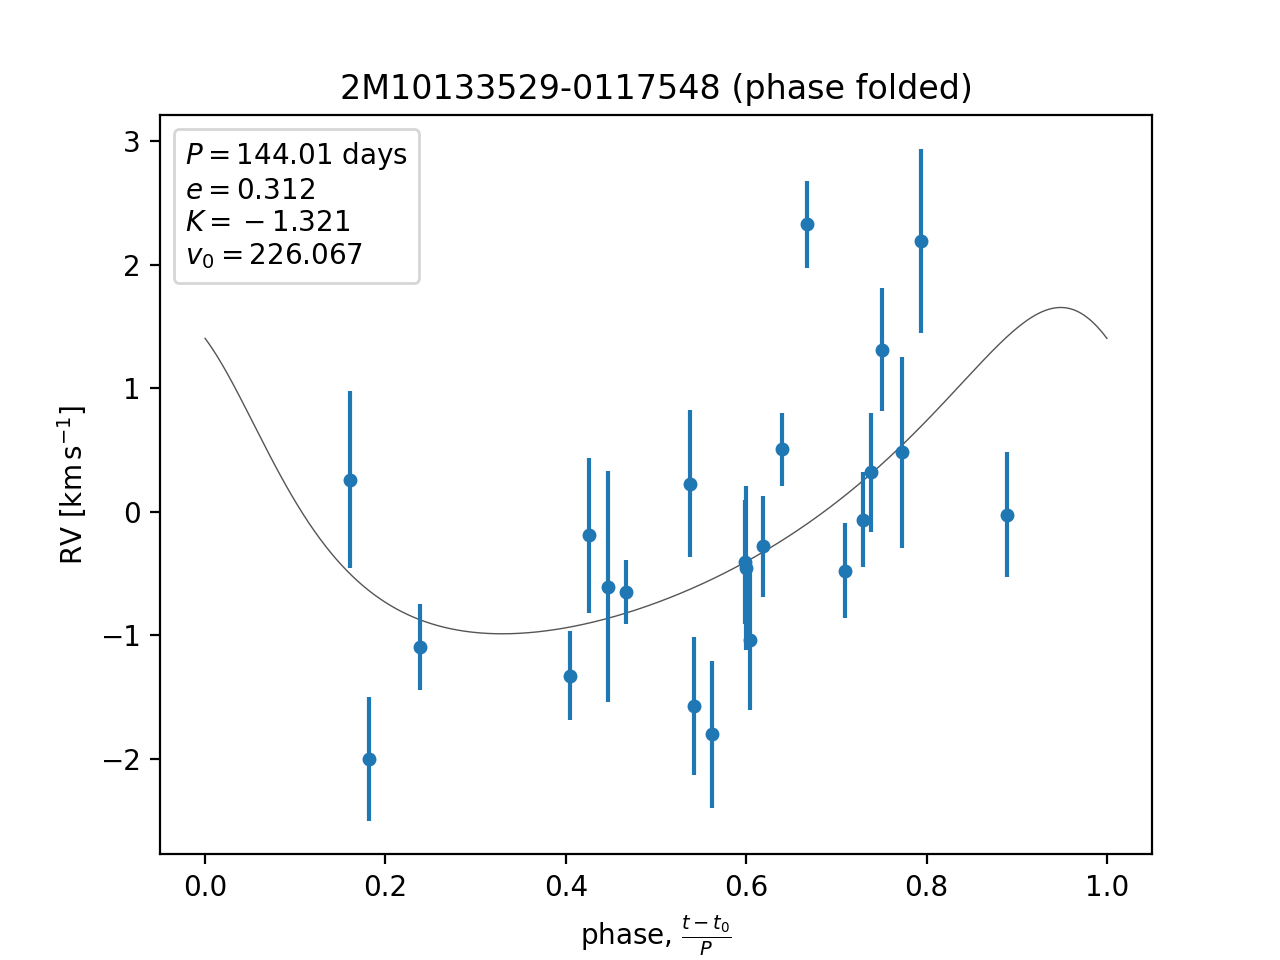 2M10133529-0117548 (phase folded)
P = 144.01 days
e = 0.312
K = −1.321
v₀ = 226.067
3
2
1
0
−1
−2
RV [km s⁻¹]
0.0 0.2 0.4 0.6 0.8 1.0
phase, (t − t₀)/P